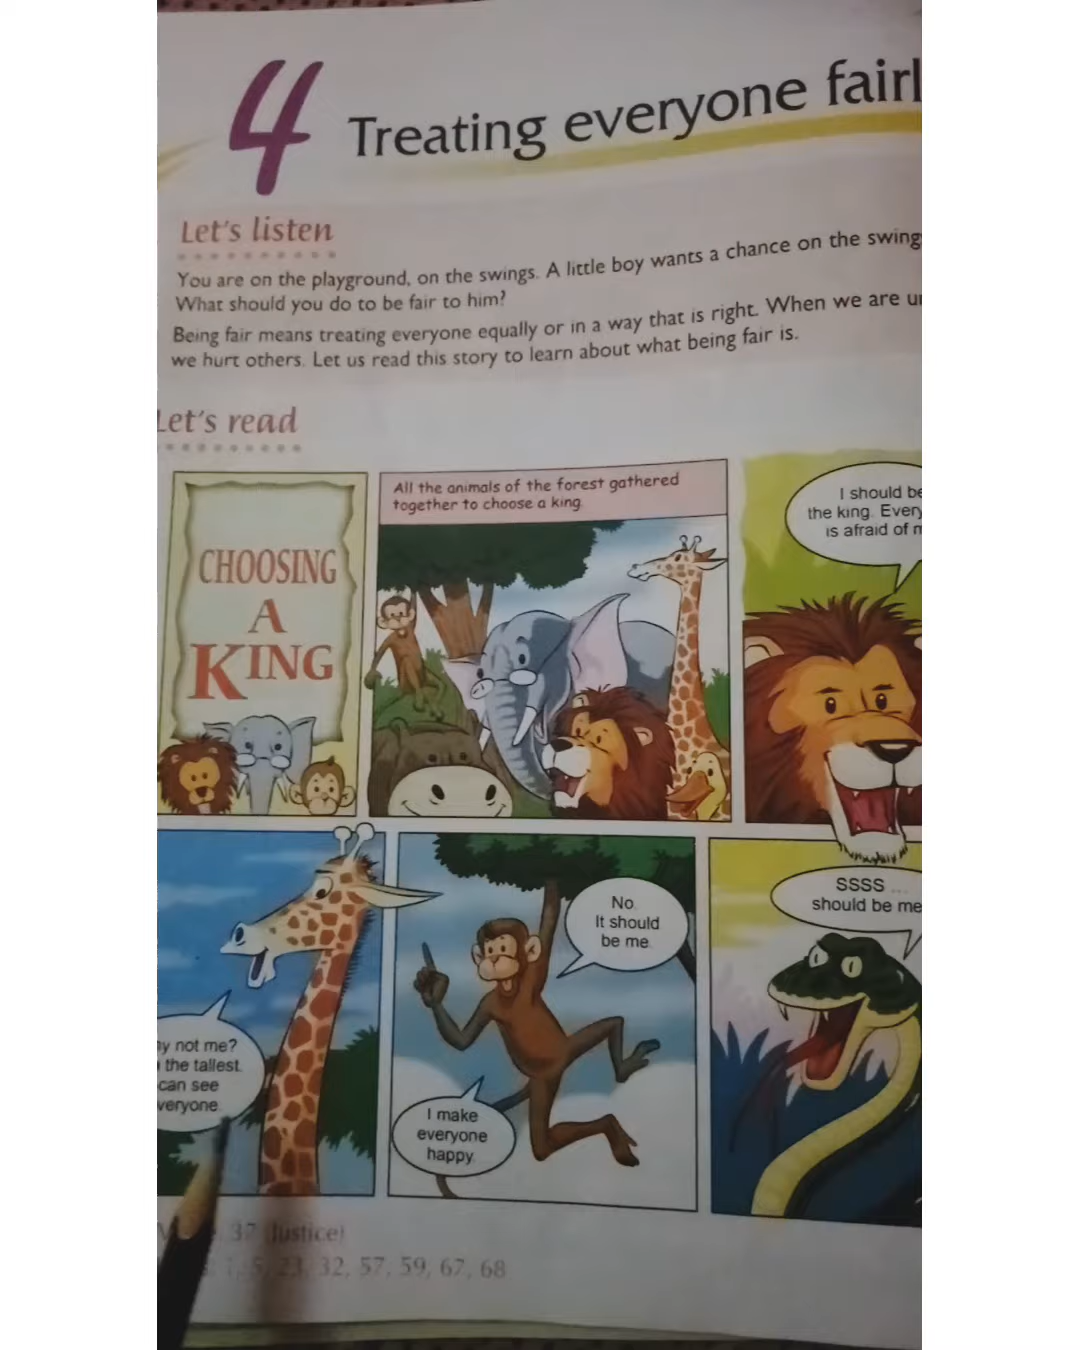 4 Treating everyone fairl
Let's listen
You are on the playground, on the swings. A little boy wants a chance on the swing
What should you do to be fair to him?
Being fair means treating everyone equally or in a way that is right. When we are
we hurt others. Let us read this story to learn about what being fair is.
Let's read
CHOOSING
A
KING
All the animals of the forest gathered
together to choose a king.
I should be
the king. Every
is afraid of
y not me?
the tallest.
can see
veryone.
No.
It should
be me.
I make
everyone
happy.
SSSS ...
should be me
37 (Justice)
23, 32, 57, 59, 67, 68